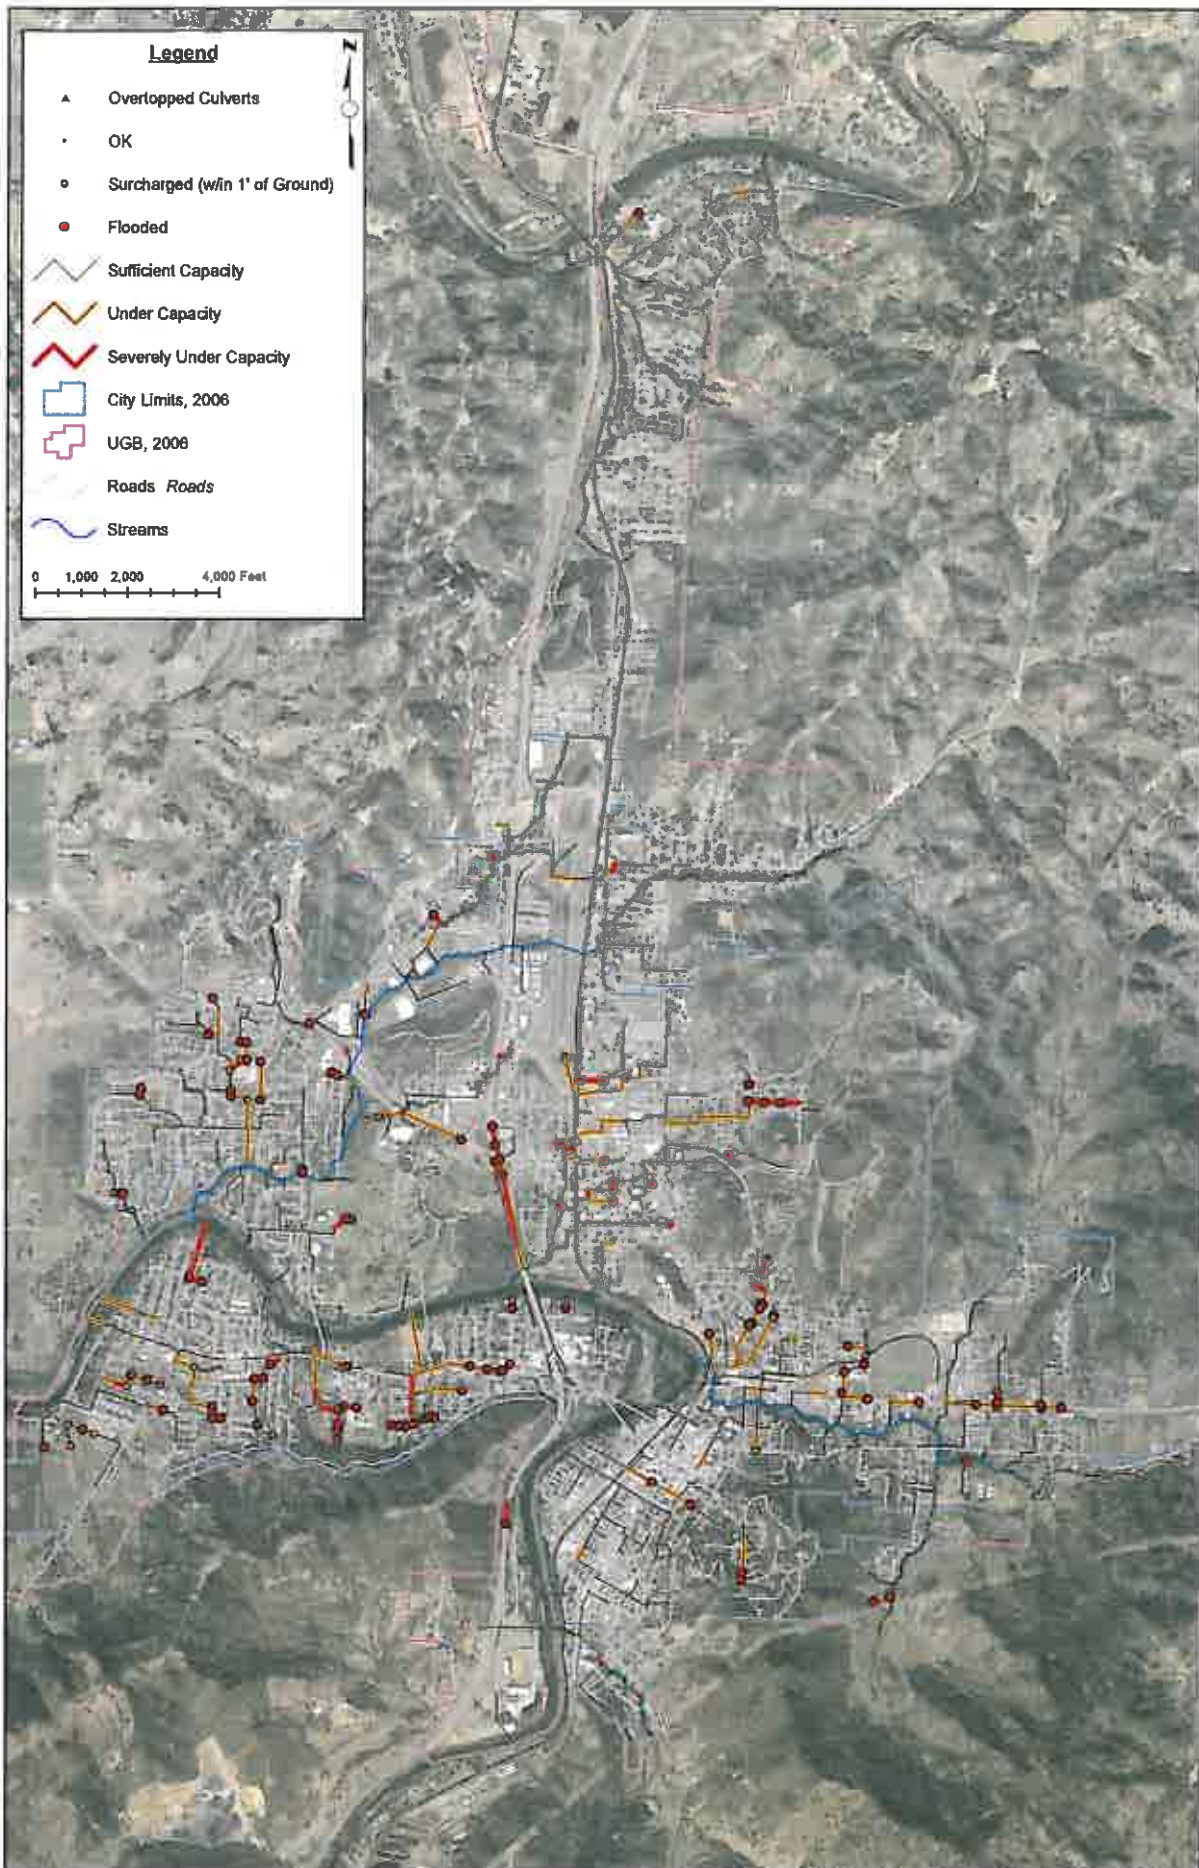 Legend
N
Overtopped Culverts
OK
Surcharged (w/in 1' of Ground)
Flooded
Sufficient Capacity
Under Capacity
Severely Under Capacity
City Limits, 2006
UGB, 2006
Roads Roads
Streams
0 1,000 2,000 4,000 Feet